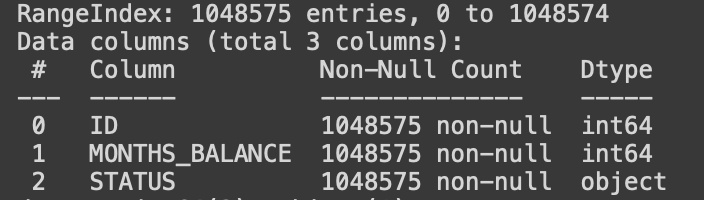 RangeIndex: 1048575 entries, 0 to 1048574
Data columns (total 3 columns):
 #   Column          Non-Null Count    Dtype
---  ------          --------------    -----
 0   ID              1048575 non-null  int64
 1   MONTHS_BALANCE  1048575 non-null  int64
 2   STATUS          1048575 non-null  object